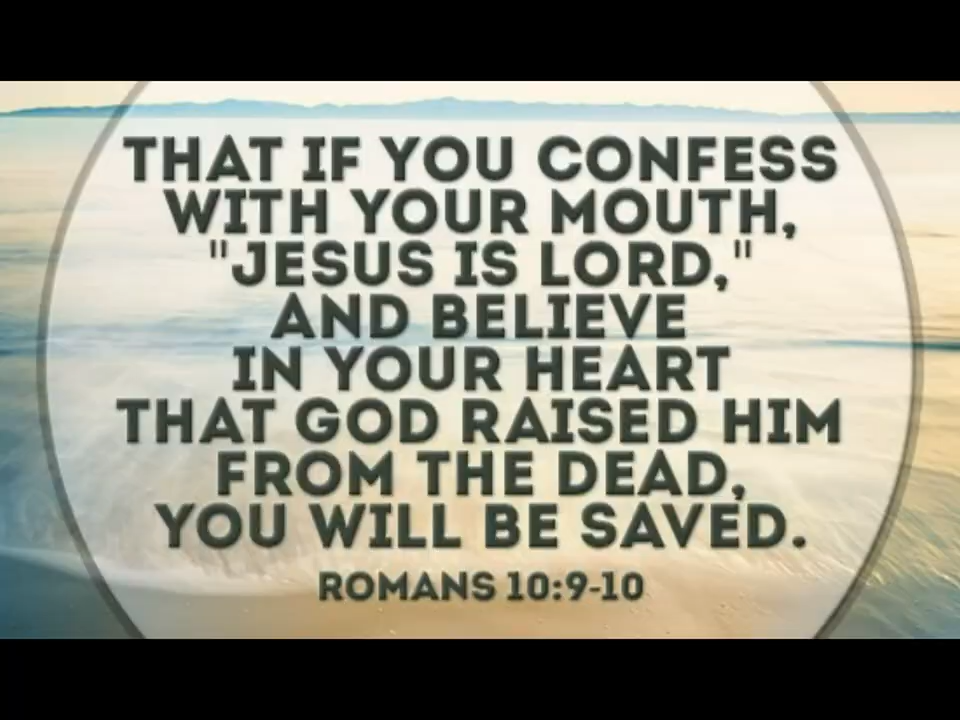 THAT IF YOU CONFESS
WITH YOUR MOUTH,
"JESUS IS LORD,"
AND BELIEVE
IN YOUR HEART
THAT GOD RAISED HIM
FROM THE DEAD,
YOU WILL BE SAVED.
ROMANS 10:9-10